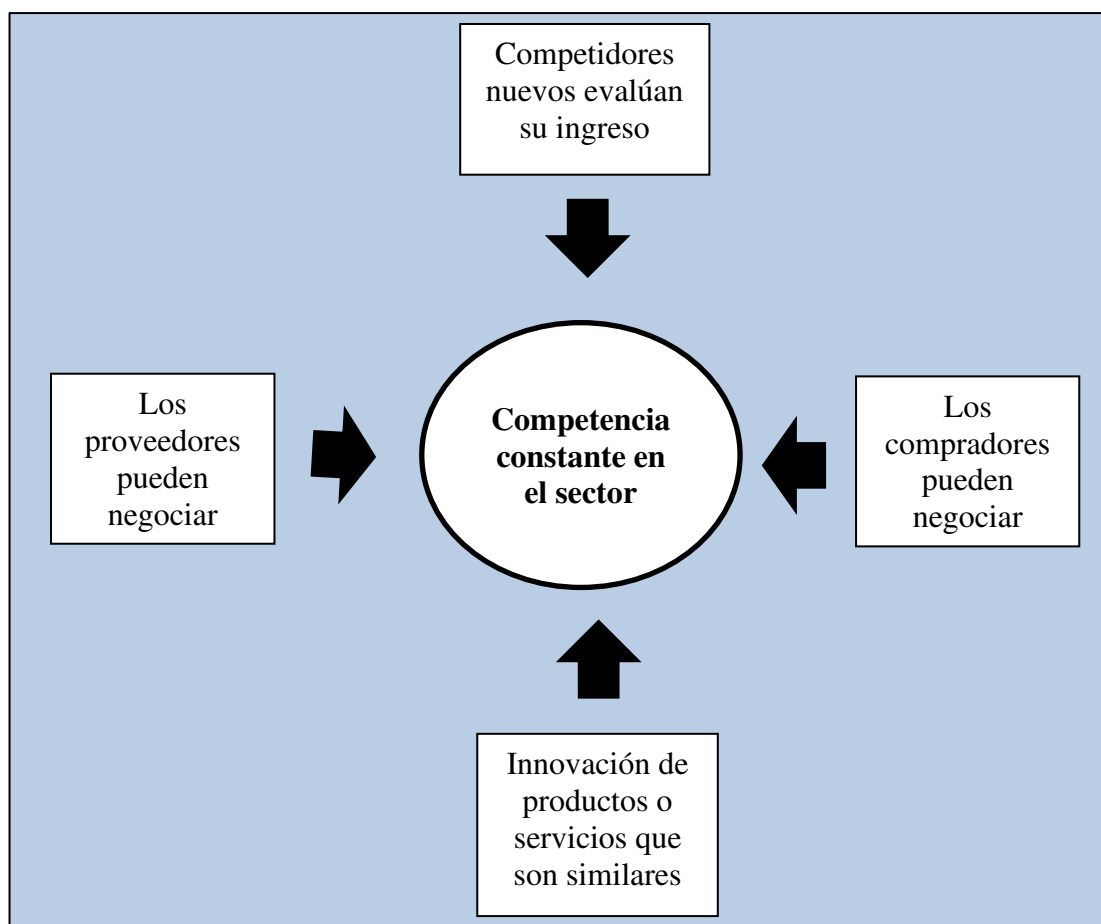 Competidores
nuevos evalúan
su ingreso
Los
proveedores
pueden
negociar
Competencia
constante en
el sector
Los
compradores
pueden
negociar
Innovación de
productos o
servicios que
son similares